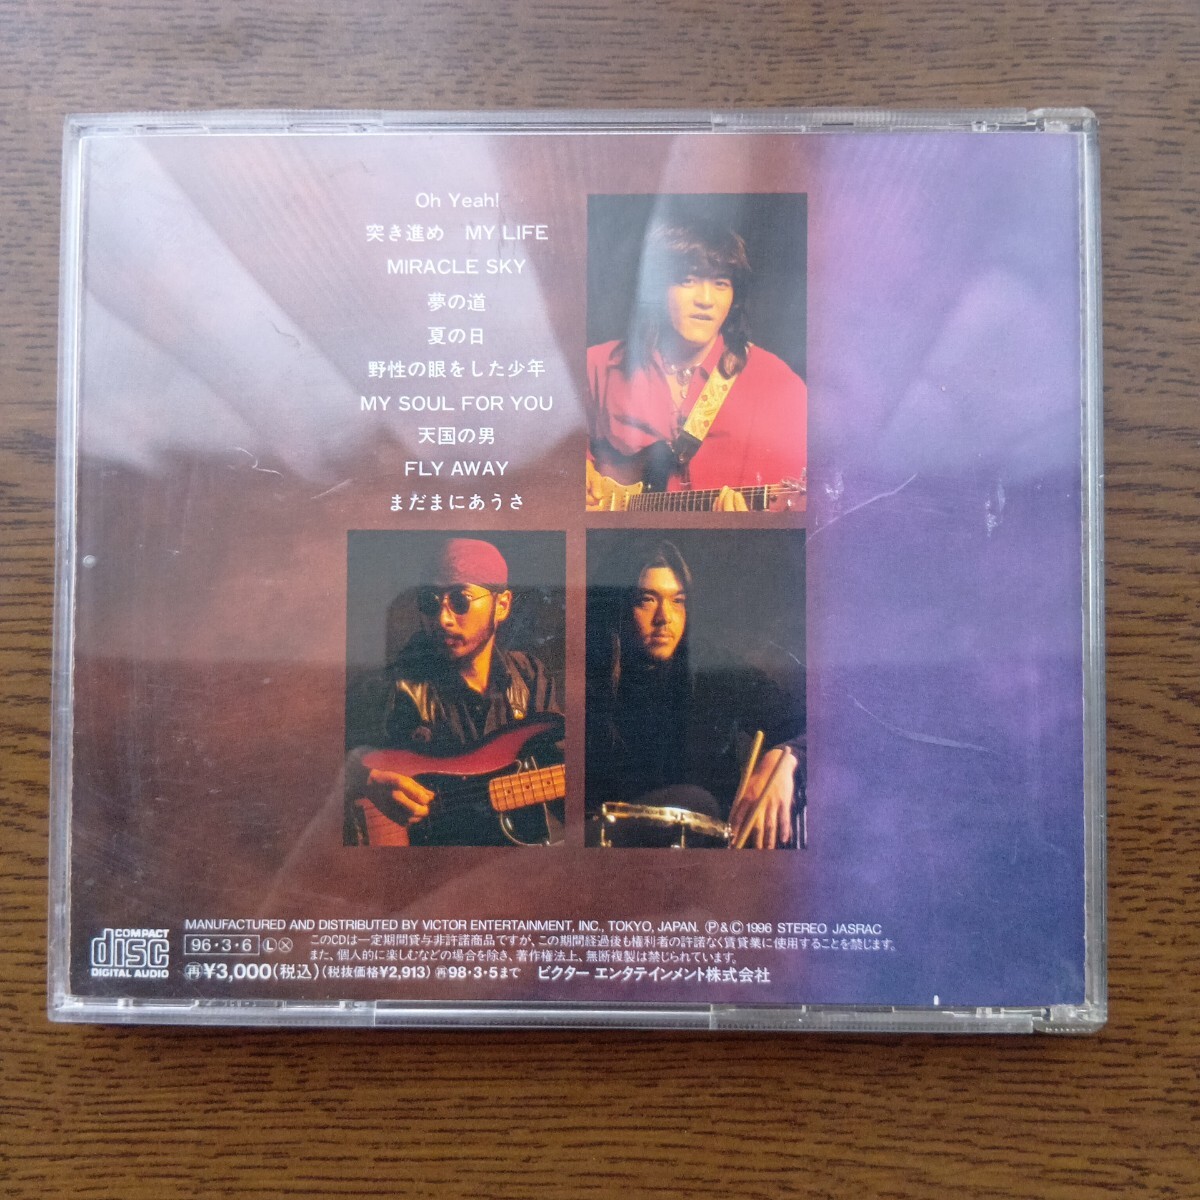 Oh Yeah!
突き進め　MY LIFE
MIRACLE SKY
夢の道
夏の日
野性の眼をした少年
MY SOUL FOR YOU
天国の男
FLY AWAY
まだまにあうさ
MANUFACTURED AND DISTRIBUTED BY VICTOR ENTERTAINMENT, INC., TOKYO, JAPAN. Ⓟ&Ⓒ 1996 STEREO JASRAC
COMPACT
disc
DIGITAL AUDIO
96・3・6 Ⓛ ⓧ
このCDは一定期間貸与非許諾商品ですが、この期間経過後も権利者の許諾なく賃貸業に使用することを禁じます。
また、個人的に楽しむなどの場合を除き、著作権法上、無断複製は禁じられています。
再¥3,000(税込)(税抜価格¥2,913) 再98・3・5まで ビクター エンタテインメント株式会社